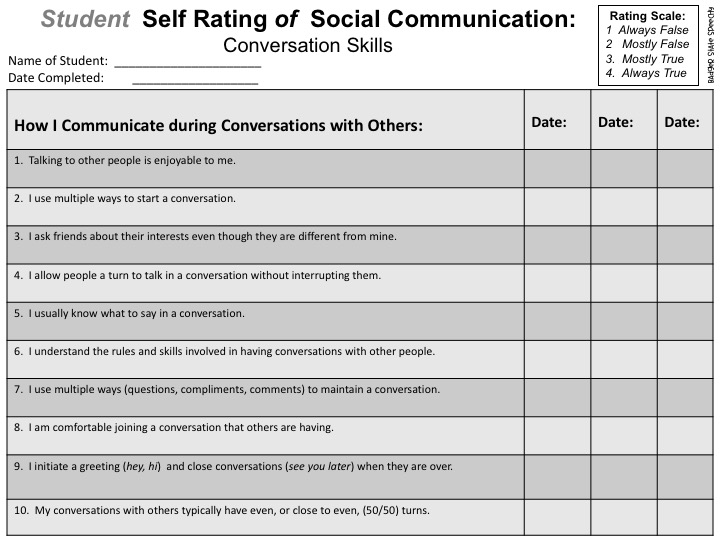 Student Self Rating of Social Communication:
Conversation Skills
Name of Student: ______________________
Date Completed: ___________________
Rating Scale:
1 Always False
2 Mostly False
3. Mostly True
4. Always True
How I Communicate during Conversations with Others:
Date:
Date:
Date:
1. Talking to other people is enjoyable to me.
2. I use multiple ways to start a conversation.
3. I ask friends about their interests even though they are different from mine.
4. I allow people a turn to talk in a conversation without interrupting them.
5. I usually know what to say in a conversation.
6. I understand the rules and skills involved in having conversations with other people.
7. I use multiple ways (questions, compliments, comments) to maintain a conversation.
8. I am comfortable joining a conversation that others are having.
9. I initiate a greeting (hey, hi) and close conversations (see you later) when they are over.
10. My conversations with others typically have even, or close to even, (50/50) turns.